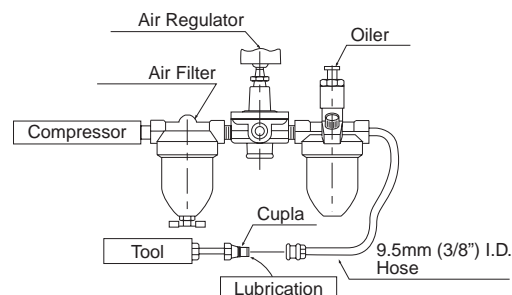 Air Regulator
Oiler
Air Filter
Compressor
Cupla
Tool
9.5mm (3/8”) I.D.
Hose
Lubrication